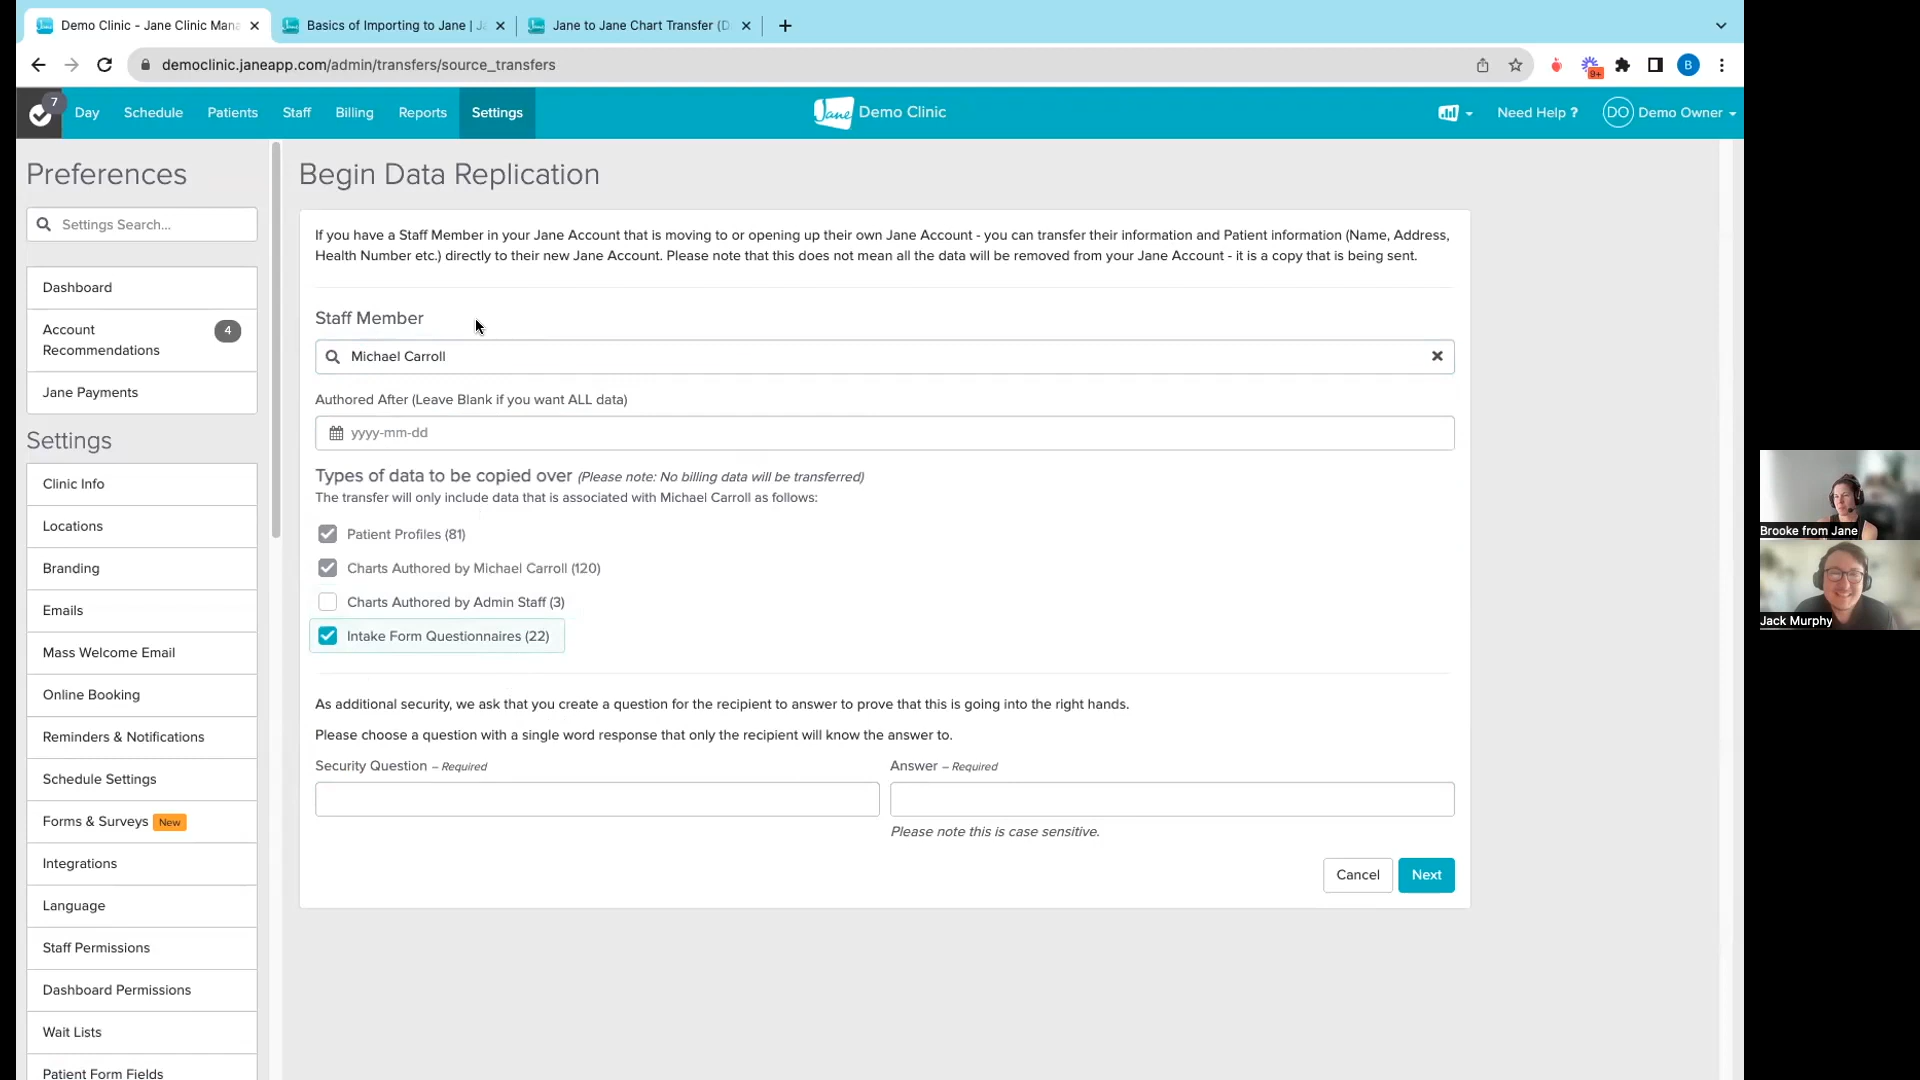 Demo Clinic - Jane Clinic Mana
Basics of Importing to Jane | Ja
Jane to Jane Chart Transfer (D
democlinic.janeapp.com/admin/transfers/source_transfers
9+
B
7
Day
Schedule
Patients
Staff
Billing
Reports
Settings
Jane
Demo Clinic
Need Help ?
DO
Demo Owner
Preferences
Settings Search...
Dashboard
Account
Recommendations
4
Jane Payments
Settings
Clinic Info
Locations
Branding
Emails
Mass Welcome Email
Online Booking
Reminders & Notifications
Schedule Settings
Forms & Surveys New
Integrations
Language
Staff Permissions
Dashboard Permissions
Wait Lists
Patient Form Fields
Begin Data Replication
If you have a Staff Member in your Jane Account that is moving to or opening up their own Jane Account - you can transfer their information and Patient information (Name, Address,
Health Number etc.) directly to their new Jane Account. Please note that this does not mean all the data will be removed from your Jane Account - it is a copy that is being sent.
Staff Member
Michael Carroll
Authored After (Leave Blank if you want ALL data)
yyyy-mm-dd
Types of data to be copied over (Please note: No billing data will be transferred)
The transfer will only include data that is associated with Michael Carroll as follows:
Patient Profiles (81)
Charts Authored by Michael Carroll (120)
Charts Authored by Admin Staff (3)
Intake Form Questionnaires (22)
As additional security, we ask that you create a question for the recipient to answer to prove that this is going into the right hands.
Please choose a question with a single word response that only the recipient will know the answer to.
Security Question – Required
Answer – Required
Please note this is case sensitive.
Cancel
Next
Brooke from Jane
Jack Murphy